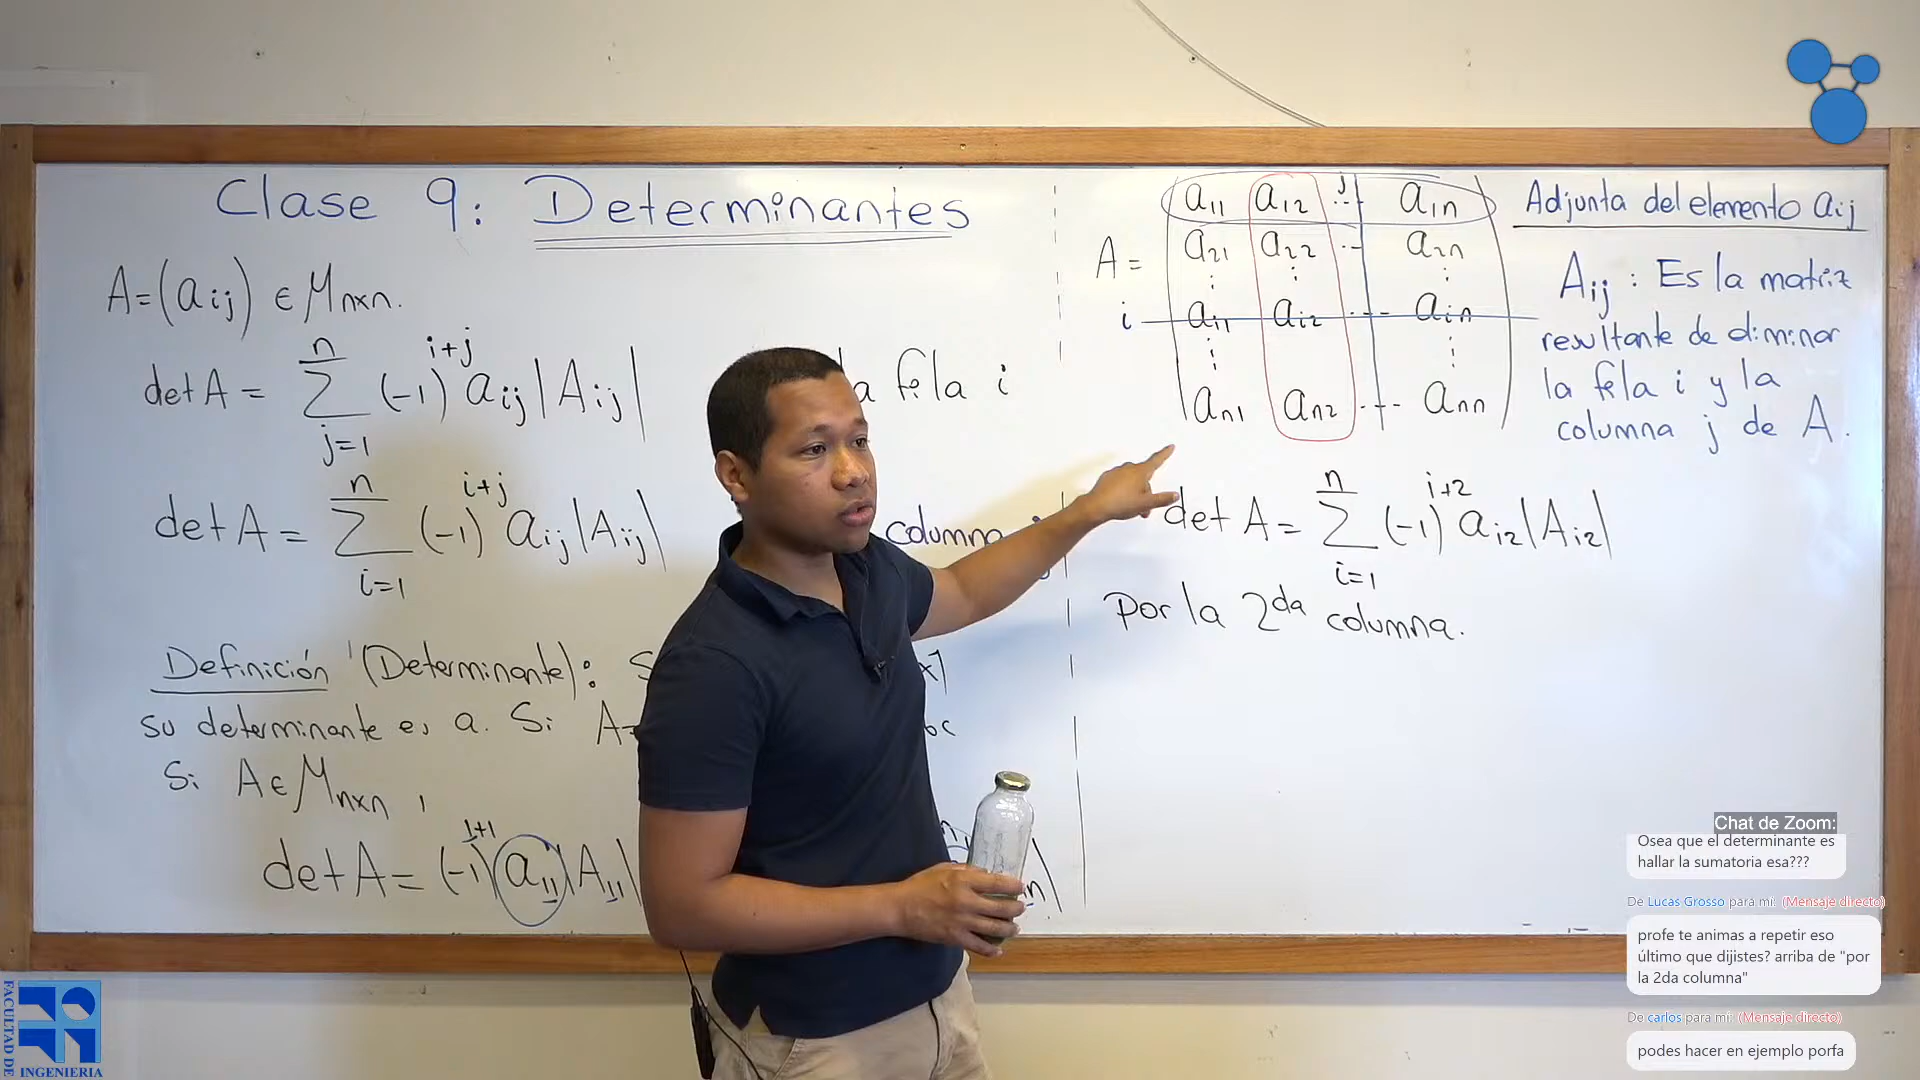 Clase 9: Determinantes
A=(aij) ∈ Mnxn.
det A = ∑ⁿⱼ₌₁ (-1)^(i+j) aij |Aij|
la fila i
det A = ∑ⁿᵢ₌₁ (-1)^(i+j) aij |Aij|
columna
Definición (Determinante): S
su determinante es a. Si A=
bc
Si A ∈ Mnxn ,
det A = (-1)^(1+1) a11 |A11|
j
a11 a12 ... a1n
a21 a22 ... a2n
A =
⋮ ⋮ ⋮
i ai1 ai2 ... ain
⋮ ⋮
an1 an2 ... ann
Adjunta del elemento aij
Aij : Es la matriz
resultante de eliminar
la fila i y la
columna j de A.
det A = ∑ⁿᵢ₌₁ (-1)^(i+2) ai2 |Ai2|
Por la 2da columna.
Chat de Zoom:
Osea que el determinante es
hallar la sumatoria esa???
De Lucas Grosso para mí: (Mensaje directo)
profe te animas a repetir eso
último que dijistes? arriba de "por
la 2da columna"
De carlos para mí: (Mensaje directo)
podes hacer en ejemplo porfa
FACULTAD DE
INGENIERIA